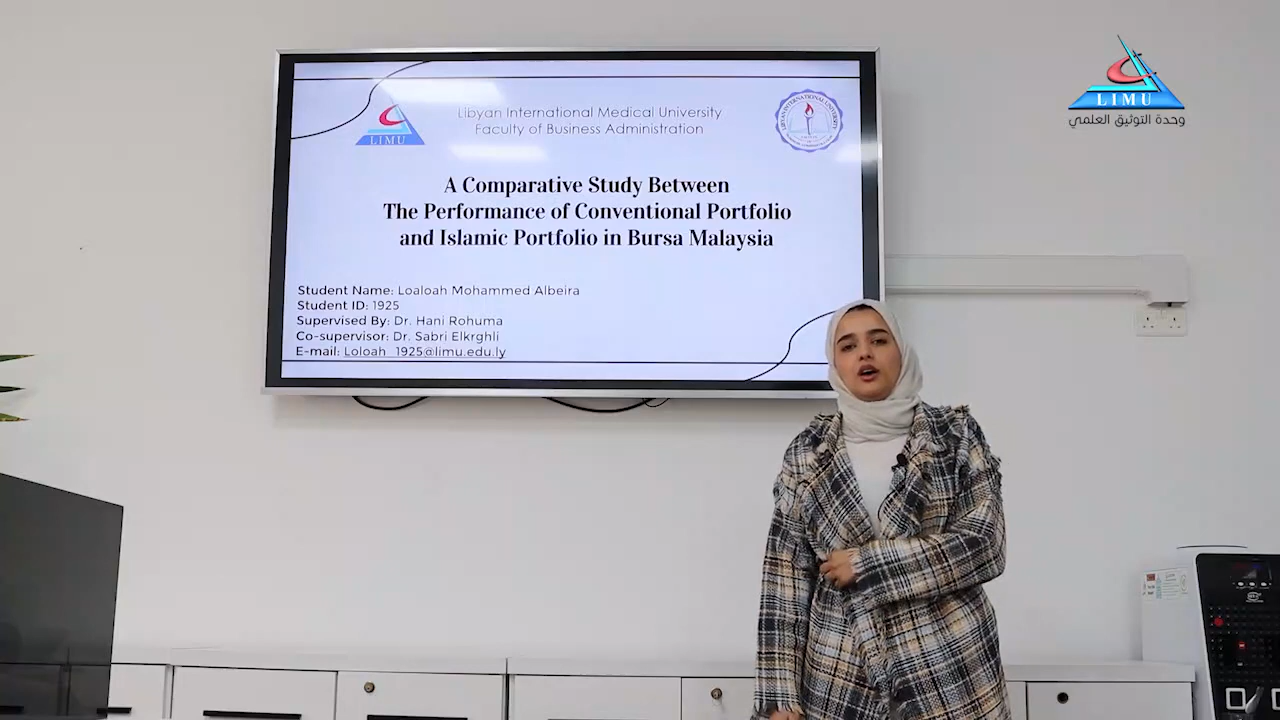 Libyan International Medical University
Faculty of Business Administration
LIMU
A Comparative Study Between
The Performance of Conventional Portfolio
and Islamic Portfolio in Bursa Malaysia
Student Name: Loaloah Mohammed Albeira
Student ID: 1925
Supervised By: Dr. Hani Rohuma
Co-supervisor: Dr. Sabri Elkrghli
E-mail: Loloah_1925@limu.edu.ly
LIMU
وحدة التوثيق العلمي